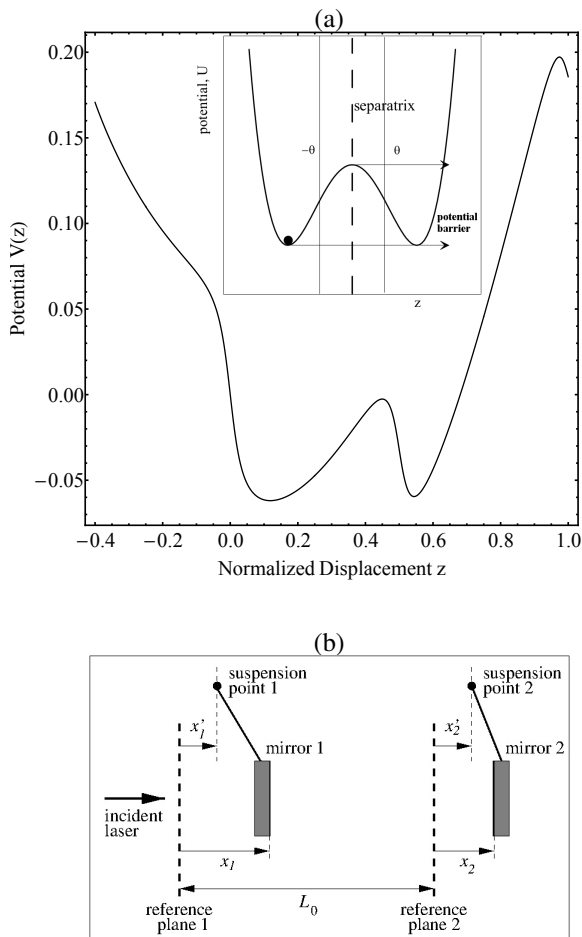 (a)
0.20
0.15
0.10
0.05
0.00
−0.05
Potential V(z)
−0.4
−0.2
0.0
0.2
0.4
0.6
0.8
1.0
Normalized Displacement z
potential, U
separatrix
−θ
θ
potential
barrier
z
(b)
suspension
point 1
suspension
point 2
x'1
x'2
mirror 1
mirror 2
incident
laser
x1
x2
L0
reference
plane 1
reference
plane 2